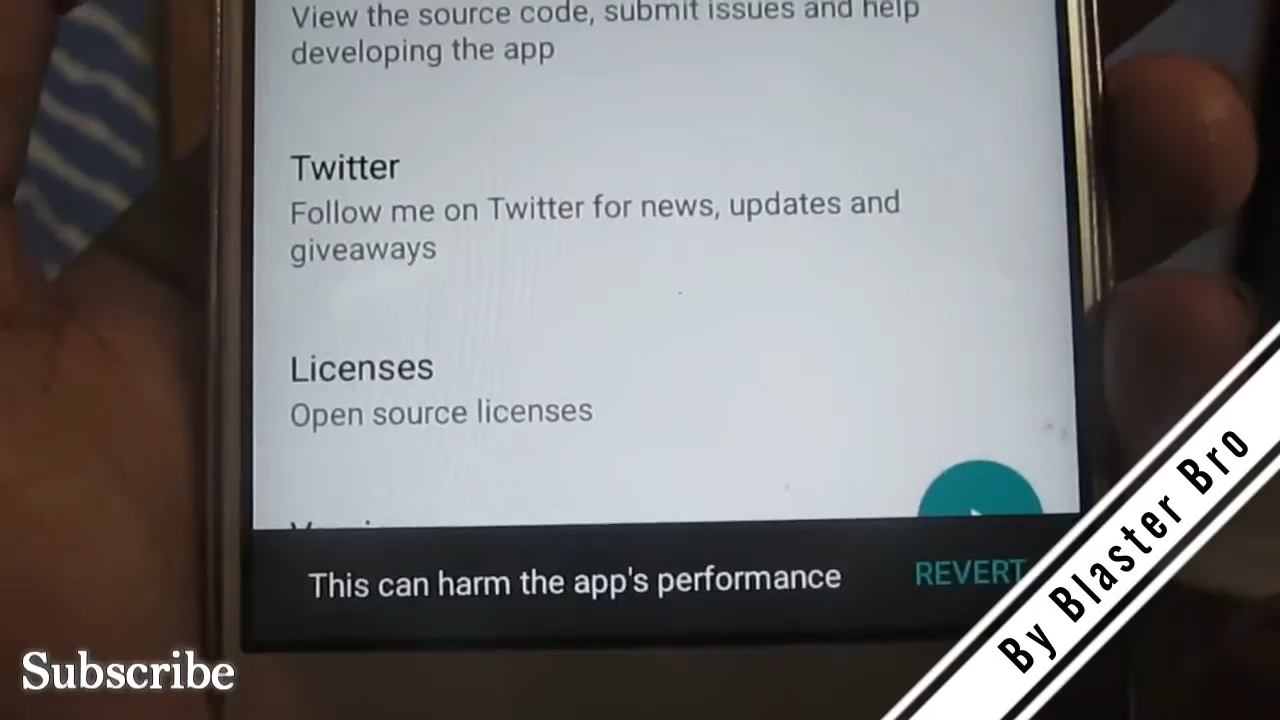 View the source code, submit issues and help
developing the app
Twitter
Follow me on Twitter for news, updates and
giveaways
Licenses
Open source licenses
This can harm the app's performance
REVERT
By Blaster Bro
Subscribe